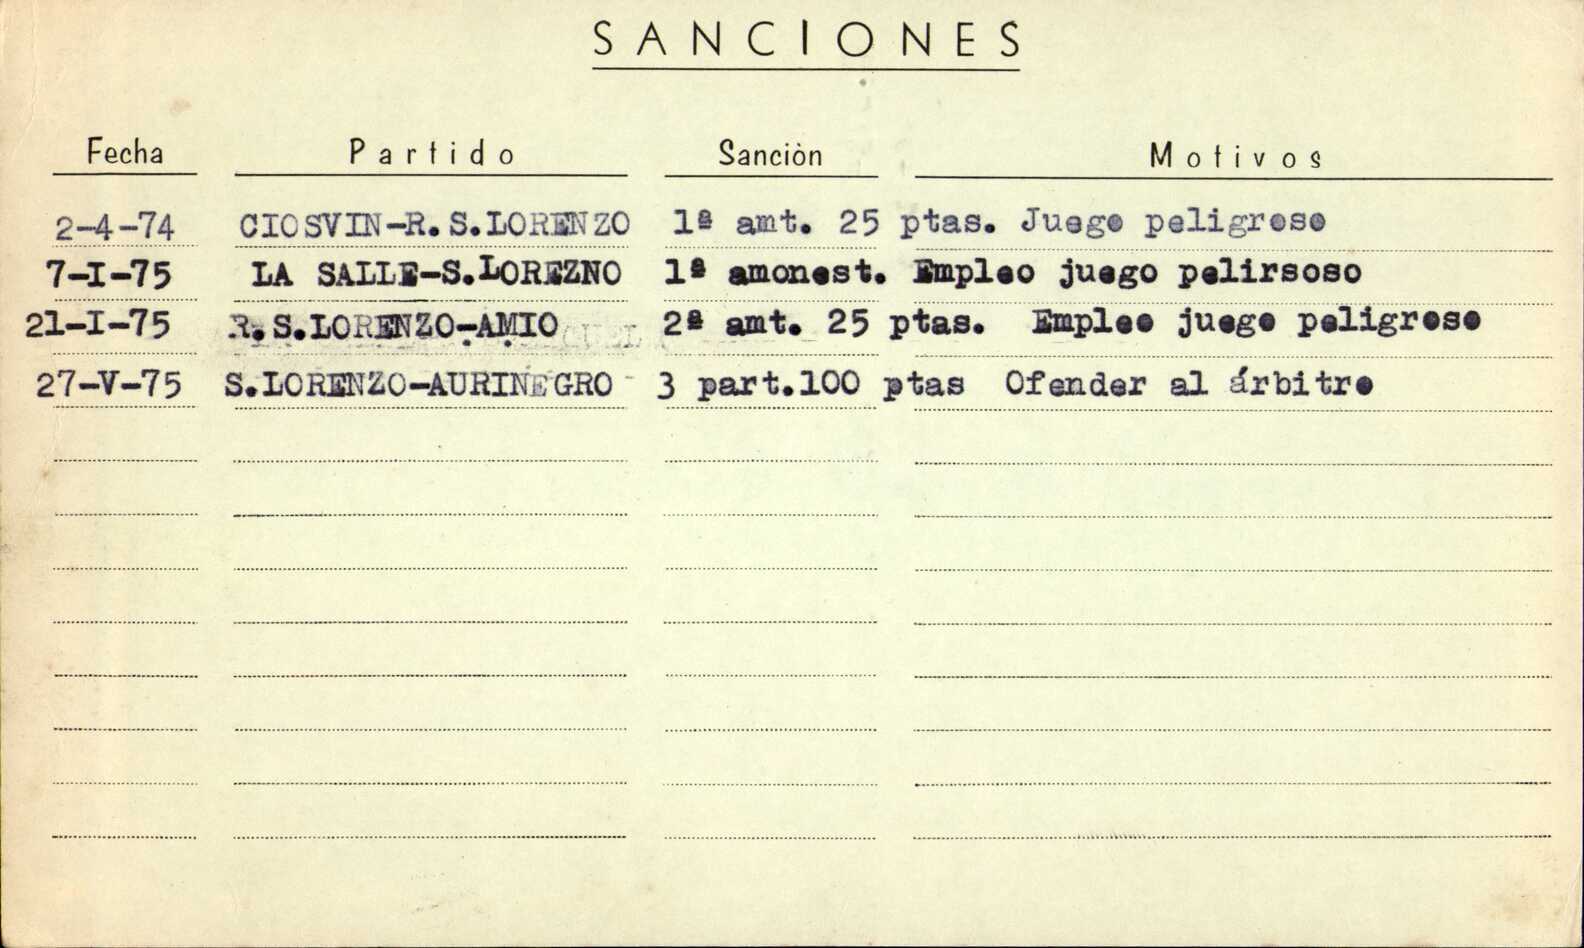 SANCIONES
Fecha Partido Sanción Motivos
2-4-74 CIOSVIN-R.S.LORENZO 1ª amt. 25 ptas. Juego peligroso
7-I-75 LA SALLE-S.LOREZNO 1ª amonest. Empleo juego pelirsoso
21-I-75 R.S.LORENZO-AMIO 2ª amt. 25 ptas. Empleo juego peligroso
27-V-75 S.LORENZO-AURINEGRO 3 part.100 ptas Ofender al árbitro